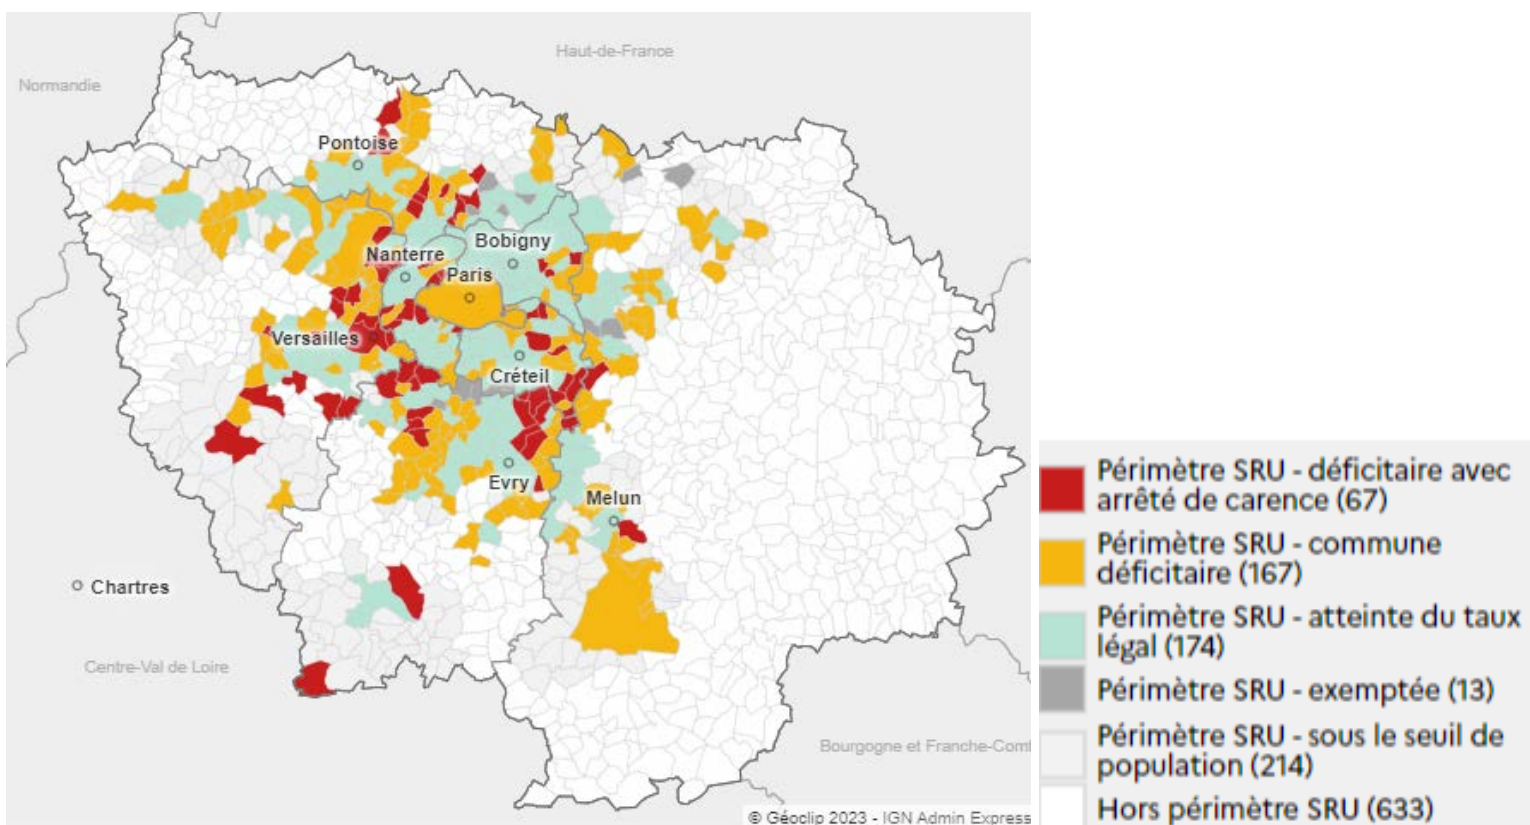 Haut-de-France
Normandie
Pontoise
Nanterre
Bobigny
Paris
Versailles
Créteil
Evry
Melun
Chartres
Centre-Val de Loire
Bourgogne et Franche-Com
© Géoclip 2023 - IGN Admin Express
Périmètre SRU - déficitaire avec
arrêté de carence (67)
Périmètre SRU - commune
déficitaire (167)
Périmètre SRU - atteinte du taux
légal (174)
Périmètre SRU - exemptée (13)
Périmètre SRU - sous le seuil de
population (214)
Hors périmètre SRU (633)